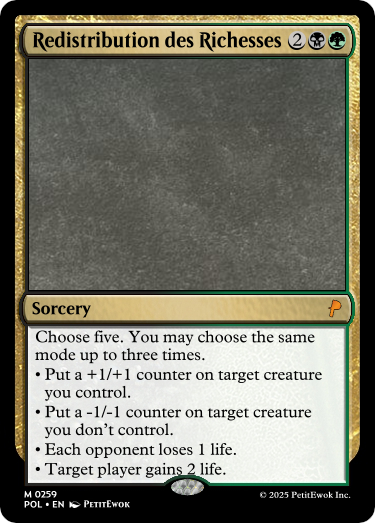 Redistribution des Richesses 2
Sorcery
Choose five. You may choose the same
mode up to three times.
• Put a +1/+1 counter on target creature
you control.
• Put a -1/-1 counter on target creature
you don't control.
• Each opponent loses 1 life.
• Target player gains 2 life.
M 0259
POL • EN PetitEwok
© 2025 PetitEwok Inc.